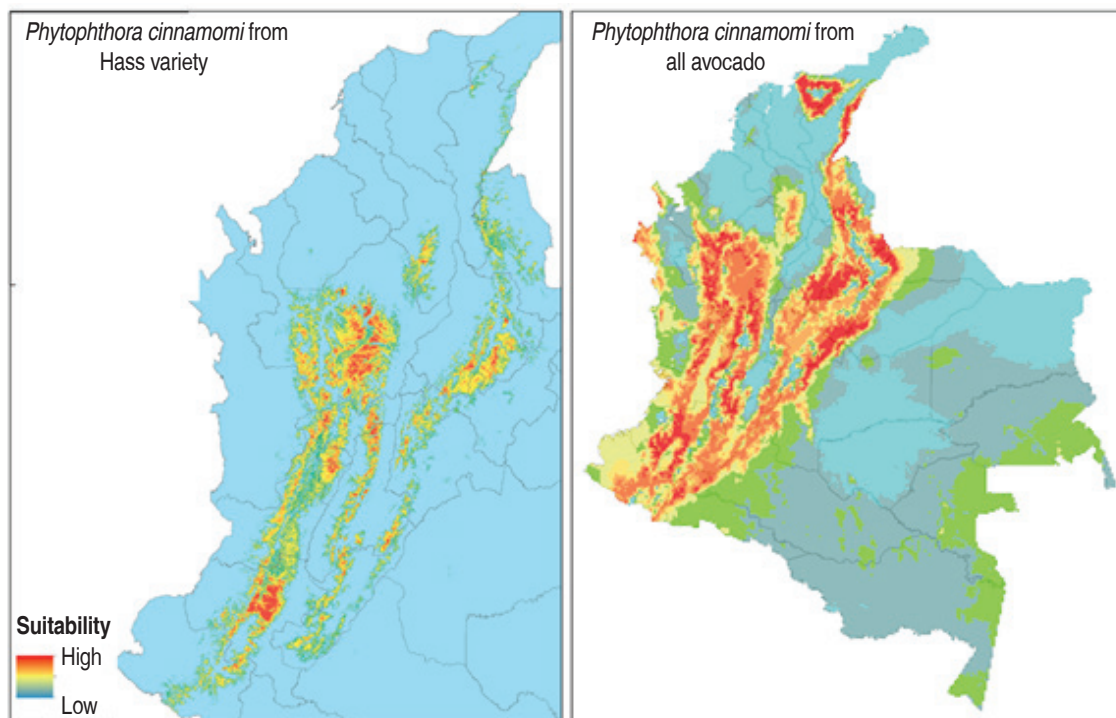 Phytophthora cinnamomi from
Hass variety
Phytophthora cinnamomi from
all avocado
Suitability
High
Low